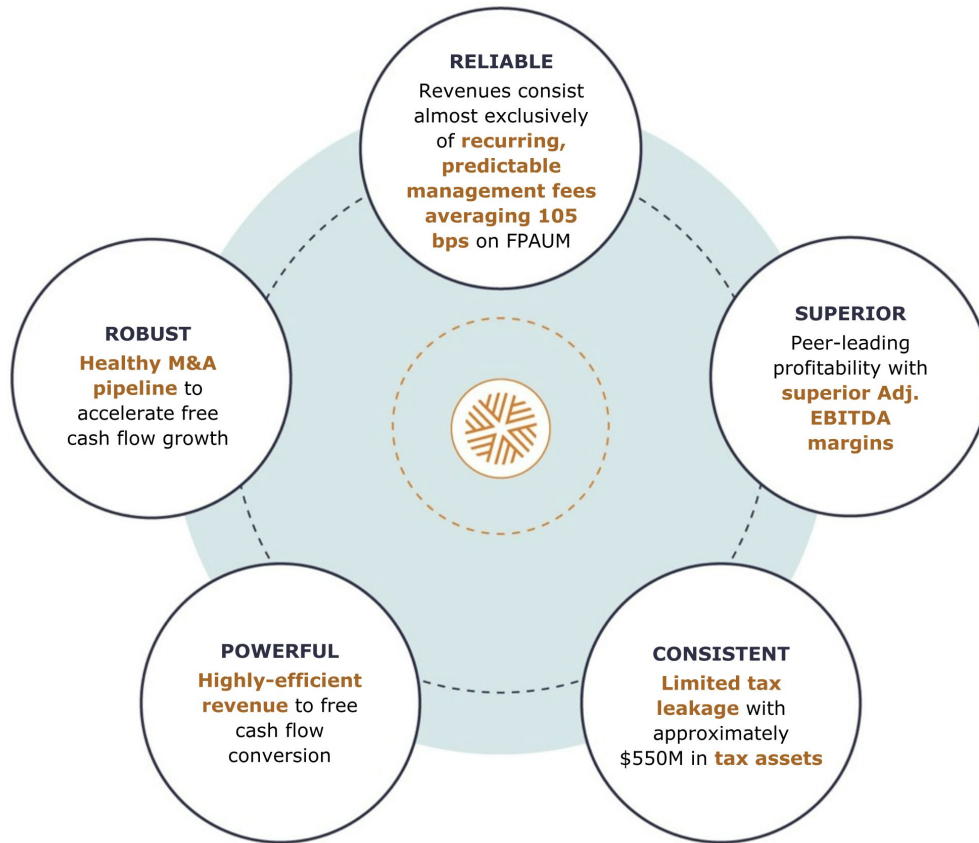 RELIABLE
Revenues consist
almost exclusively
of recurring,
predictable
management fees
averaging 105
bps on FPAUM
SUPERIOR
Peer-leading
profitability with
superior Adj.
EBITDA
margins
CONSISTENT
Limited tax
leakage with
approximately
$550M in tax assets
POWERFUL
Highly-efficient
revenue to free
cash flow
conversion
ROBUST
Healthy M&A
pipeline to
accelerate free
cash flow growth